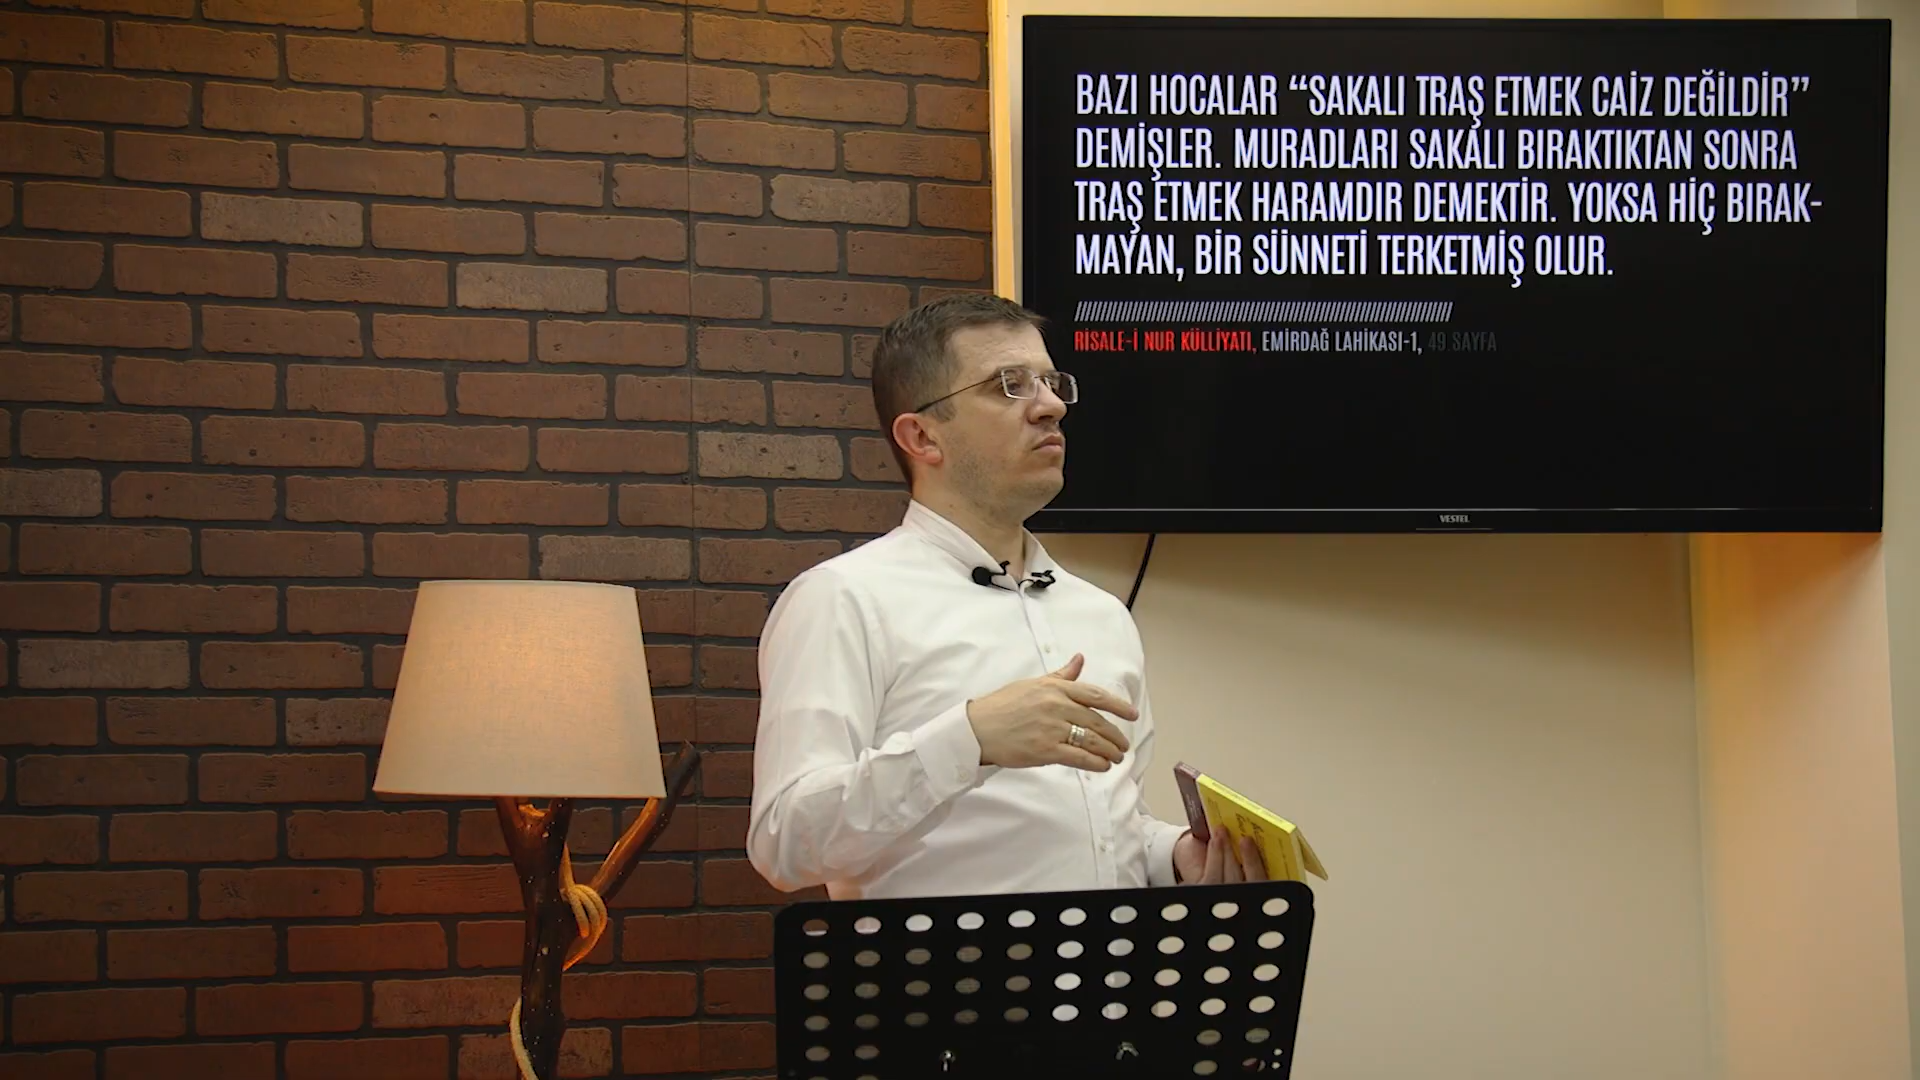 BAZI HOCALAR “SAKALI TRAŞ ETMEK CAİZ DEĞİLDİR”
DEMİŞLER. MURADLARI SAKALI BIRAKTIKTAN SONRA
TRAŞ ETMEK HARAMDIR DEMEKTİR. YOKSA HİÇ BIRAK-
MAYAN, BİR SÜNNETİ TERKETMİŞ OLUR.
RİSALE-İ NUR KÜLLİYATI, EMİRDAĞ LAHİKASI-1, 49.SAYFA
VESTEL